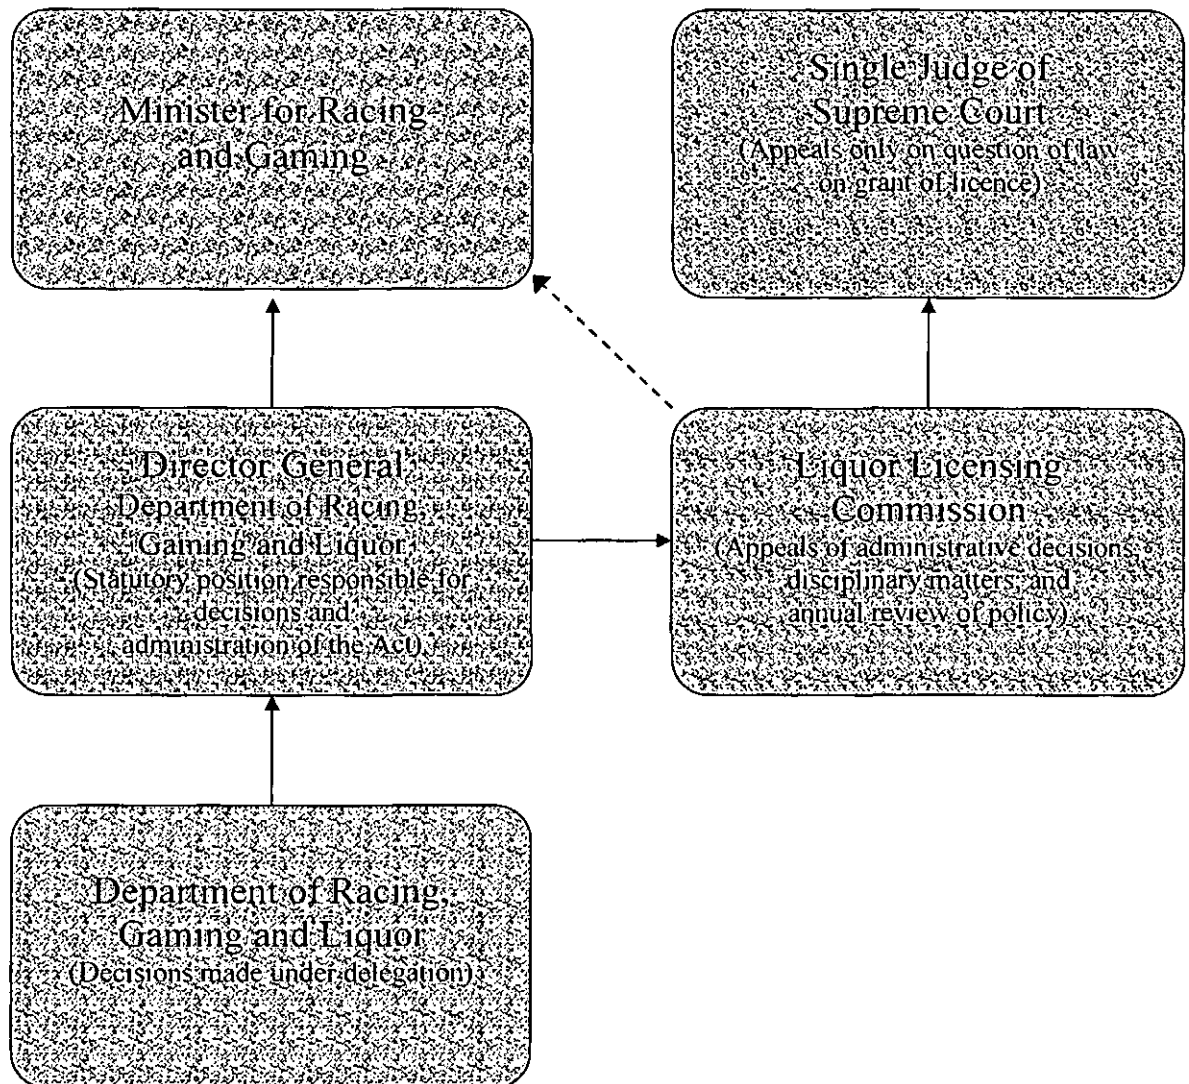 Minister for Racing
and Gaming
Single Judge of
Supreme Court
(Appeals only on question of law
on grant of licence)
Director General
Department of Racing,
Gaming and Liquor
(Statutory position responsible for
decisions and
administration of the Act)
Liquor Licensing
Commission
(Appeals of administrative decisions,
disciplinary matters, and
annual review of policy)
Department of Racing,
Gaming and Liquor
(Decisions made under delegation)